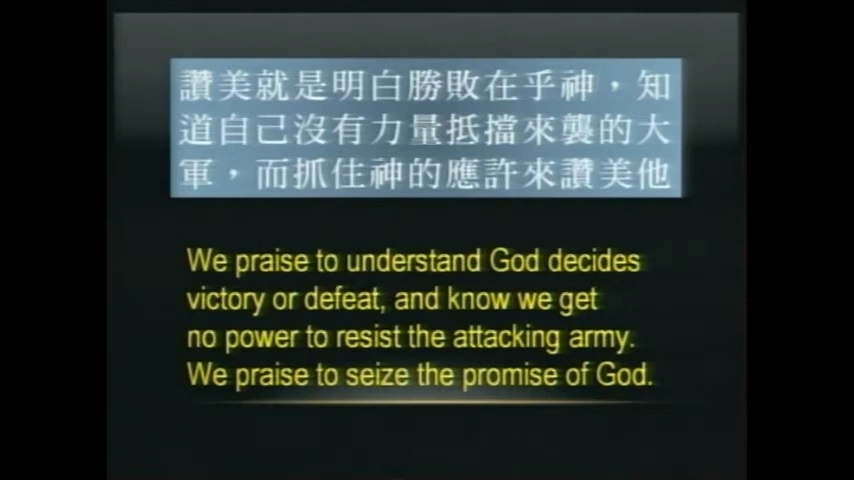 讚美就是明白勝敗在乎神，知
道自己沒有力量抵擋來襲的大
軍，而抓住神的應許來讚美他
We praise to understand God decides
victory or defeat, and know we get
no power to resist the attacking army.
We praise to seize the promise of God.